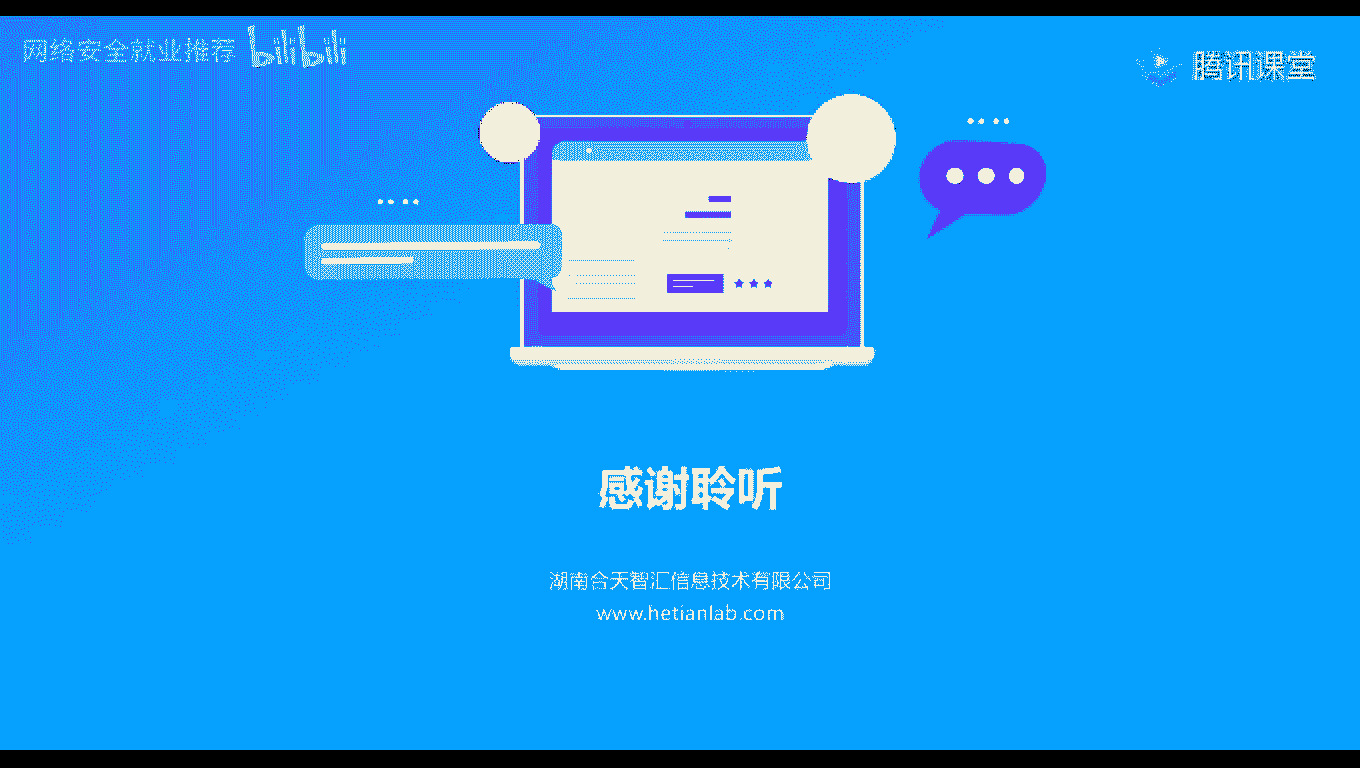 网络安全就业推荐 bilibili
腾讯课堂
感谢聆听
湖南合天智汇信息技术有限公司
www.hetianlab.com